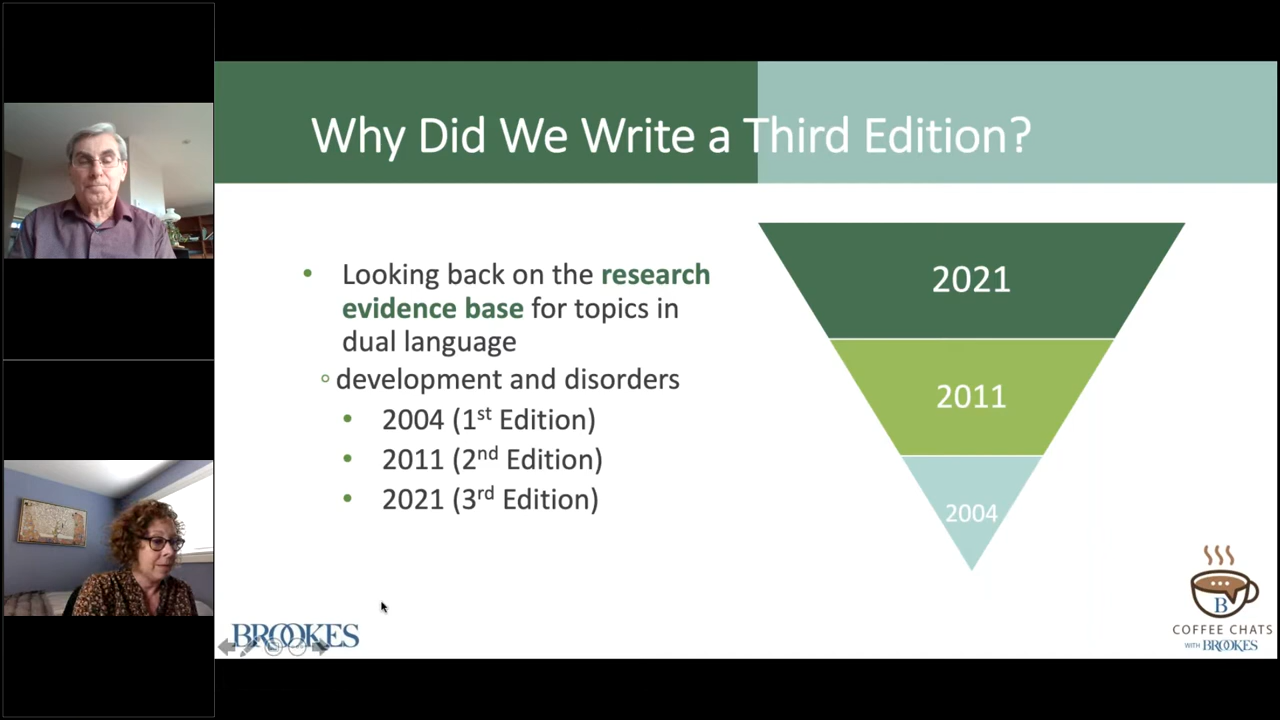 Why Did We Write a Third Edition?
• Looking back on the research
evidence base for topics in
dual language
◦ development and disorders
• 2004 (1st Edition)
• 2011 (2nd Edition)
• 2021 (3rd Edition)
2021
2011
2004
BROOKES
B
COFFEE CHATS
WITH BROOKES